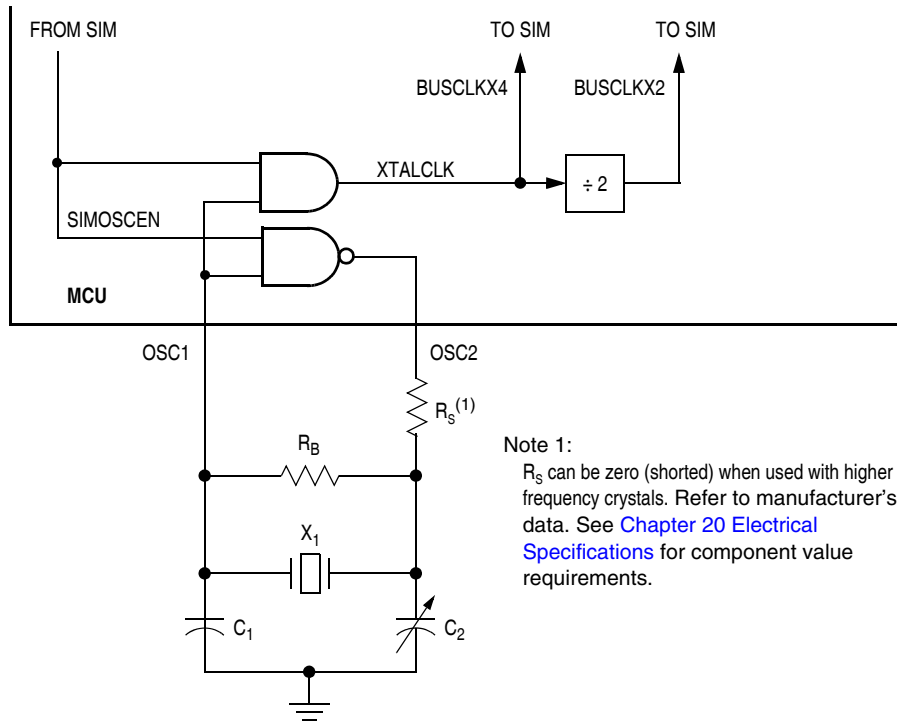 FROM SIM
TO SIM
TO SIM
BUSCLKX4
BUSCLKX2
XTALCLK
÷ 2
SIMOSCEN
MCU
OSC1
OSC2
RS(1)
RB
Note 1:
RS can be zero (shorted) when used with higher
frequency crystals. Refer to manufacturer's
data. See Chapter 20 Electrical
Specifications for component value
requirements.
X1
C1
C2